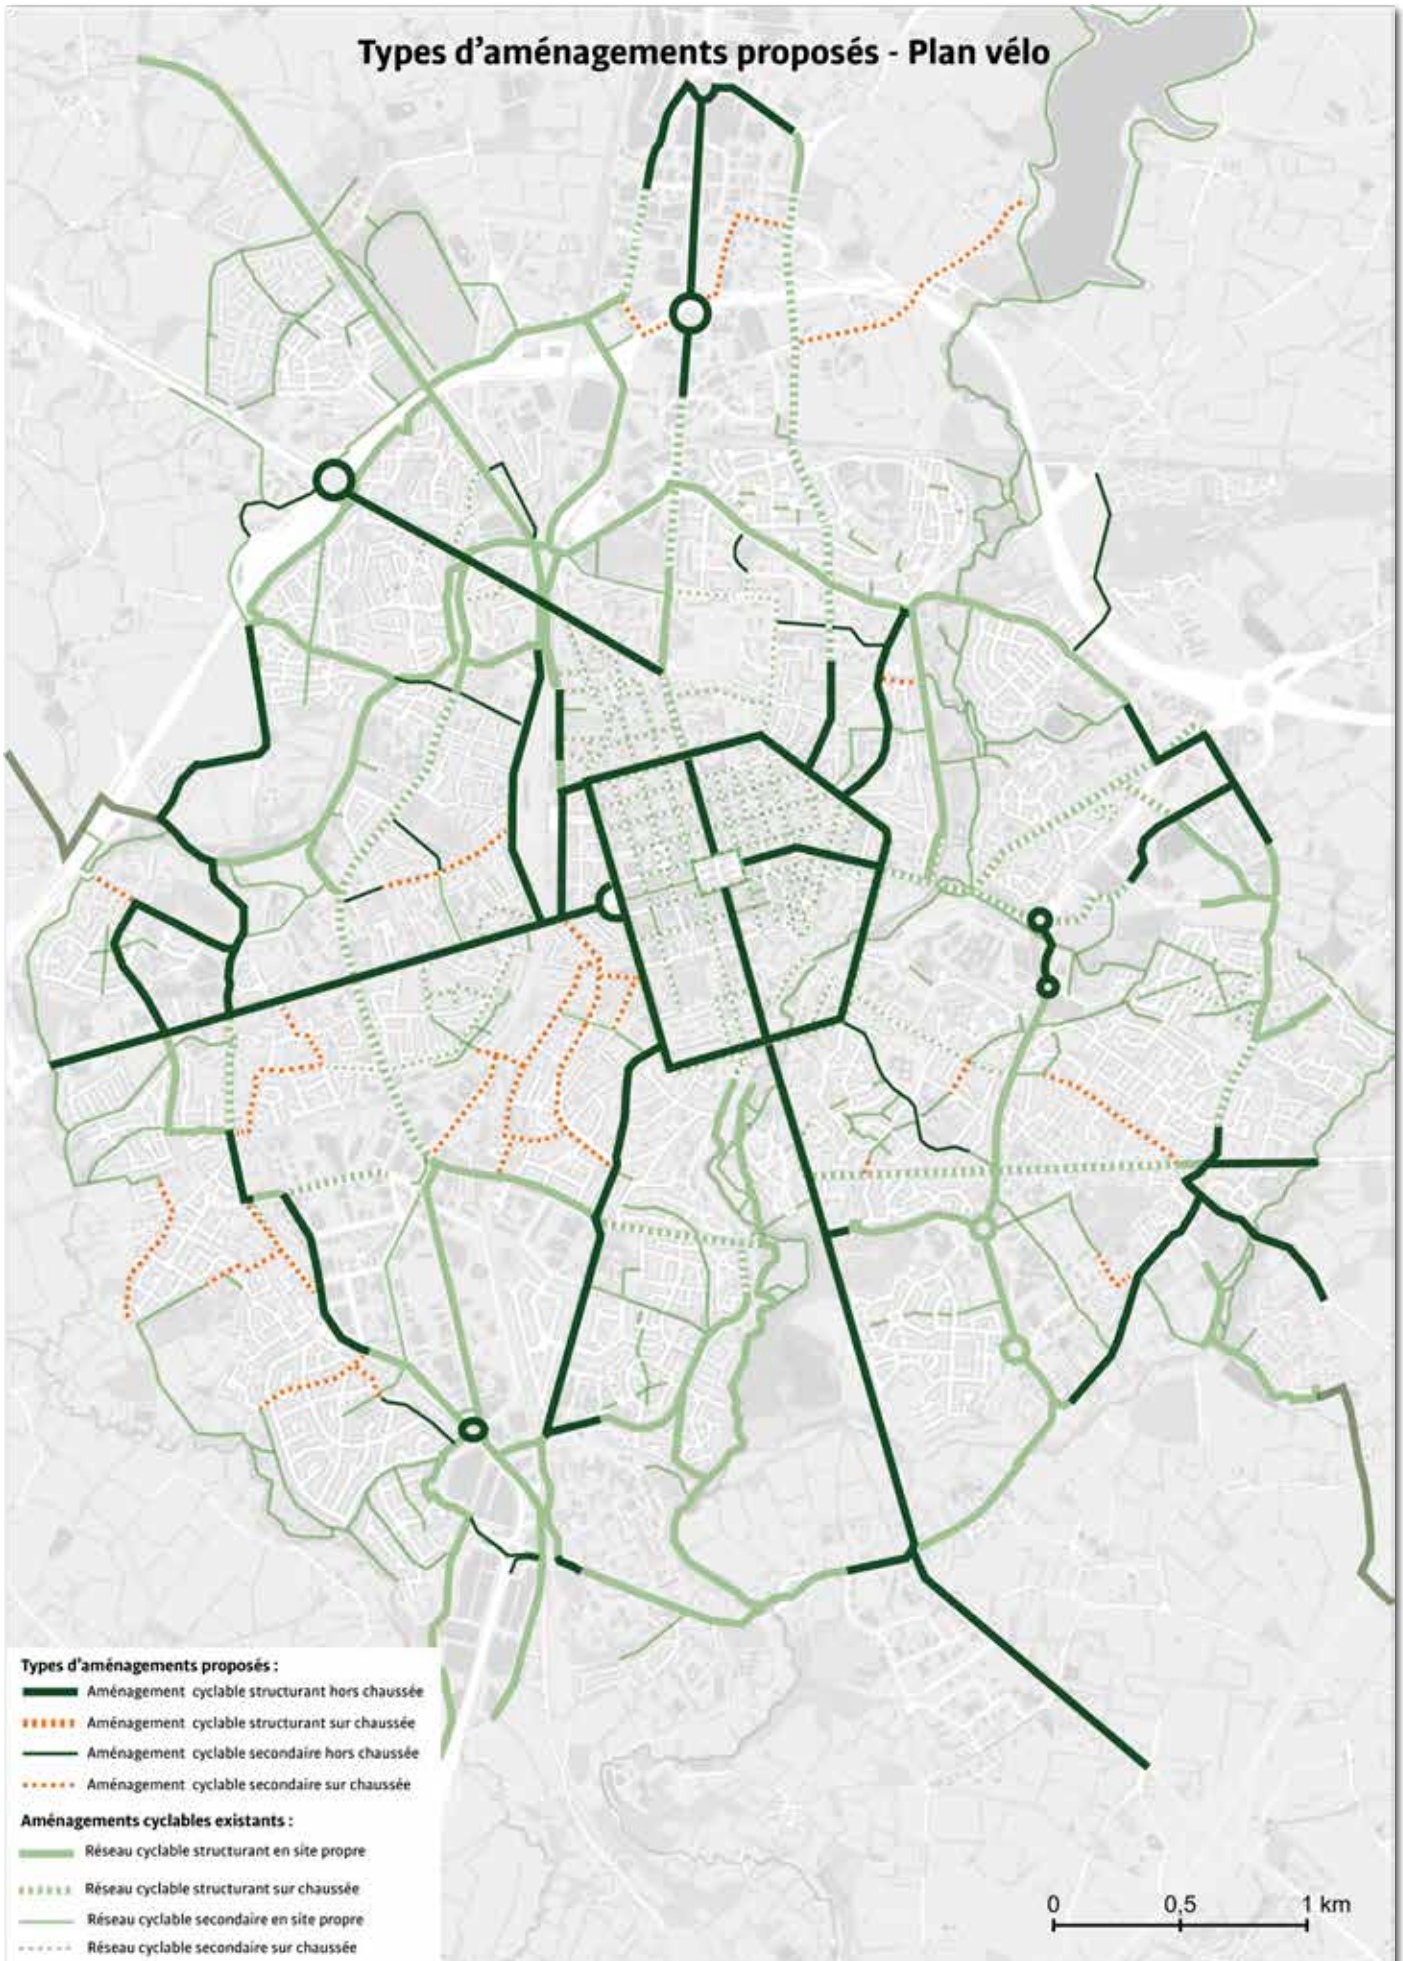 Types d'aménagements proposés - Plan vélo
Types d'aménagements proposés :
Aménagement cyclable structurant hors chaussée
Aménagement cyclable structurant sur chaussée
Aménagement cyclable secondaire hors chaussée
Aménagement cyclable secondaire sur chaussée
Aménagements cyclables existants :
Réseau cyclable structurant en site propre
Réseau cyclable structurant sur chaussée
Réseau cyclable secondaire en site propre
Réseau cyclable secondaire sur chaussée
0 0,5 1 km